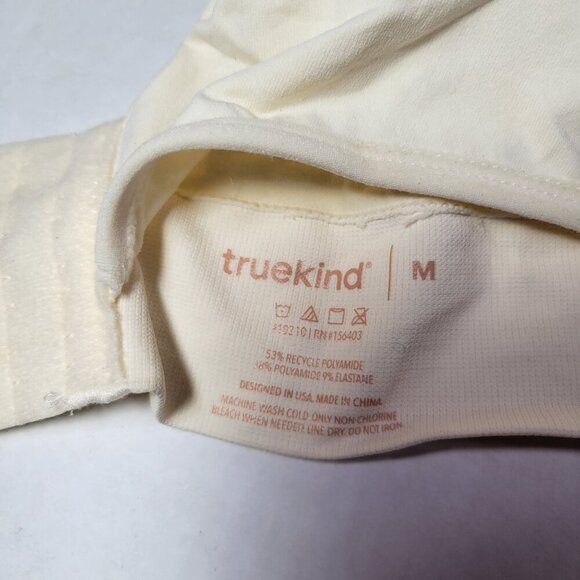 truekind® | M
#19210 | RN#156403
53% RECYCLE POLYAMIDE
38% POLYAMIDE 9% ELASTANE
DESIGNED IN USA. MADE IN CHINA
MACHINE WASH COLD ONLY NON-CHLORINE
BLEACH WHEN NEEDED LINE DRY. DO NOT IRON.